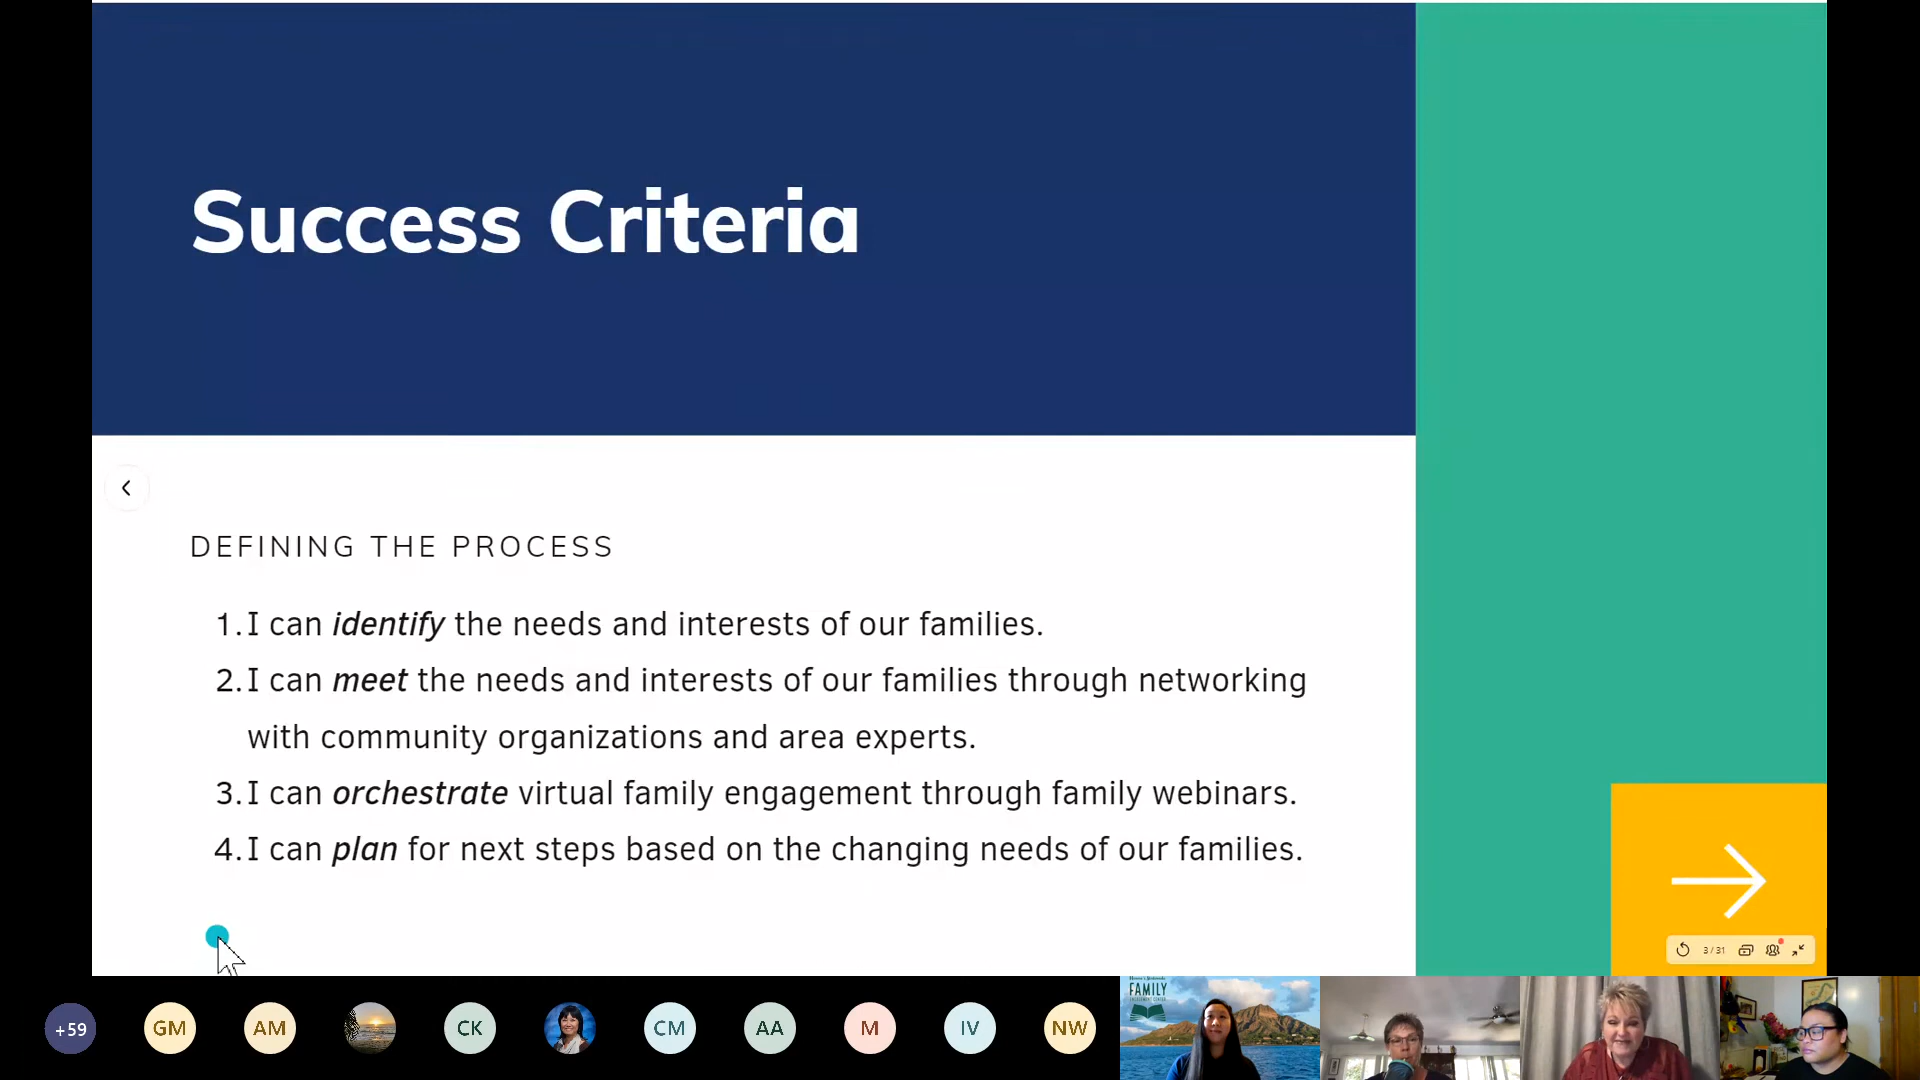 Success Criteria
DEFINING THE PROCESS
1. I can identify the needs and interests of our families.
2. I can meet the needs and interests of our families through networking
with community organizations and area experts.
3. I can orchestrate virtual family engagement through family webinars.
4. I can plan for next steps based on the changing needs of our families.
3 / 31
+59
GM
AM
CK
CM
AA
M
IV
NW
FAMILY